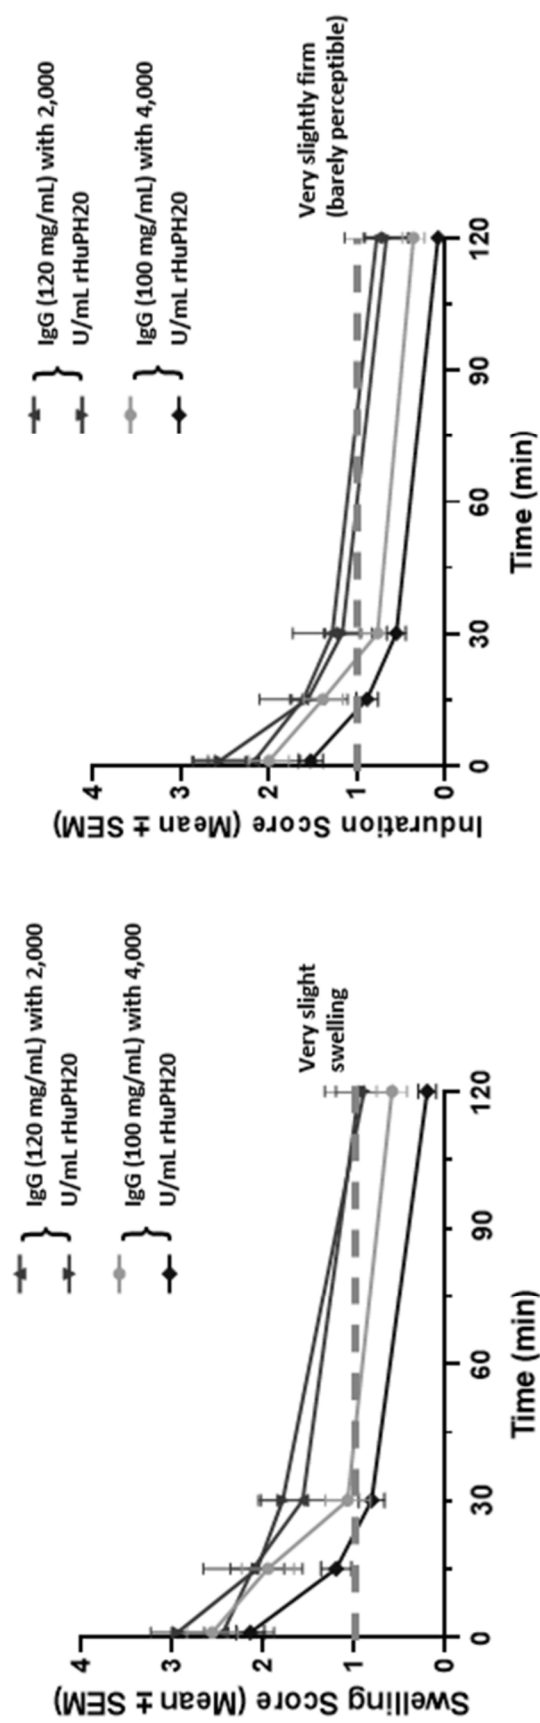 Swelling Score (Mean ± SEM)
4
3
2
1
0
0
30
60
90
120
Time (min)
Very slight
swelling
IgG (120 mg/mL) with 2,000
U/mL rHuPH20
IgG (100 mg/mL) with 4,000
U/mL rHuPH20
Induration Score (Mean ± SEM)
4
3
2
1
0
0
30
60
90
120
Time (min)
Very slightly firm
(barely perceptible)
IgG (120 mg/mL) with 2,000
U/mL rHuPH20
IgG (100 mg/mL) with 4,000
U/mL rHuPH20